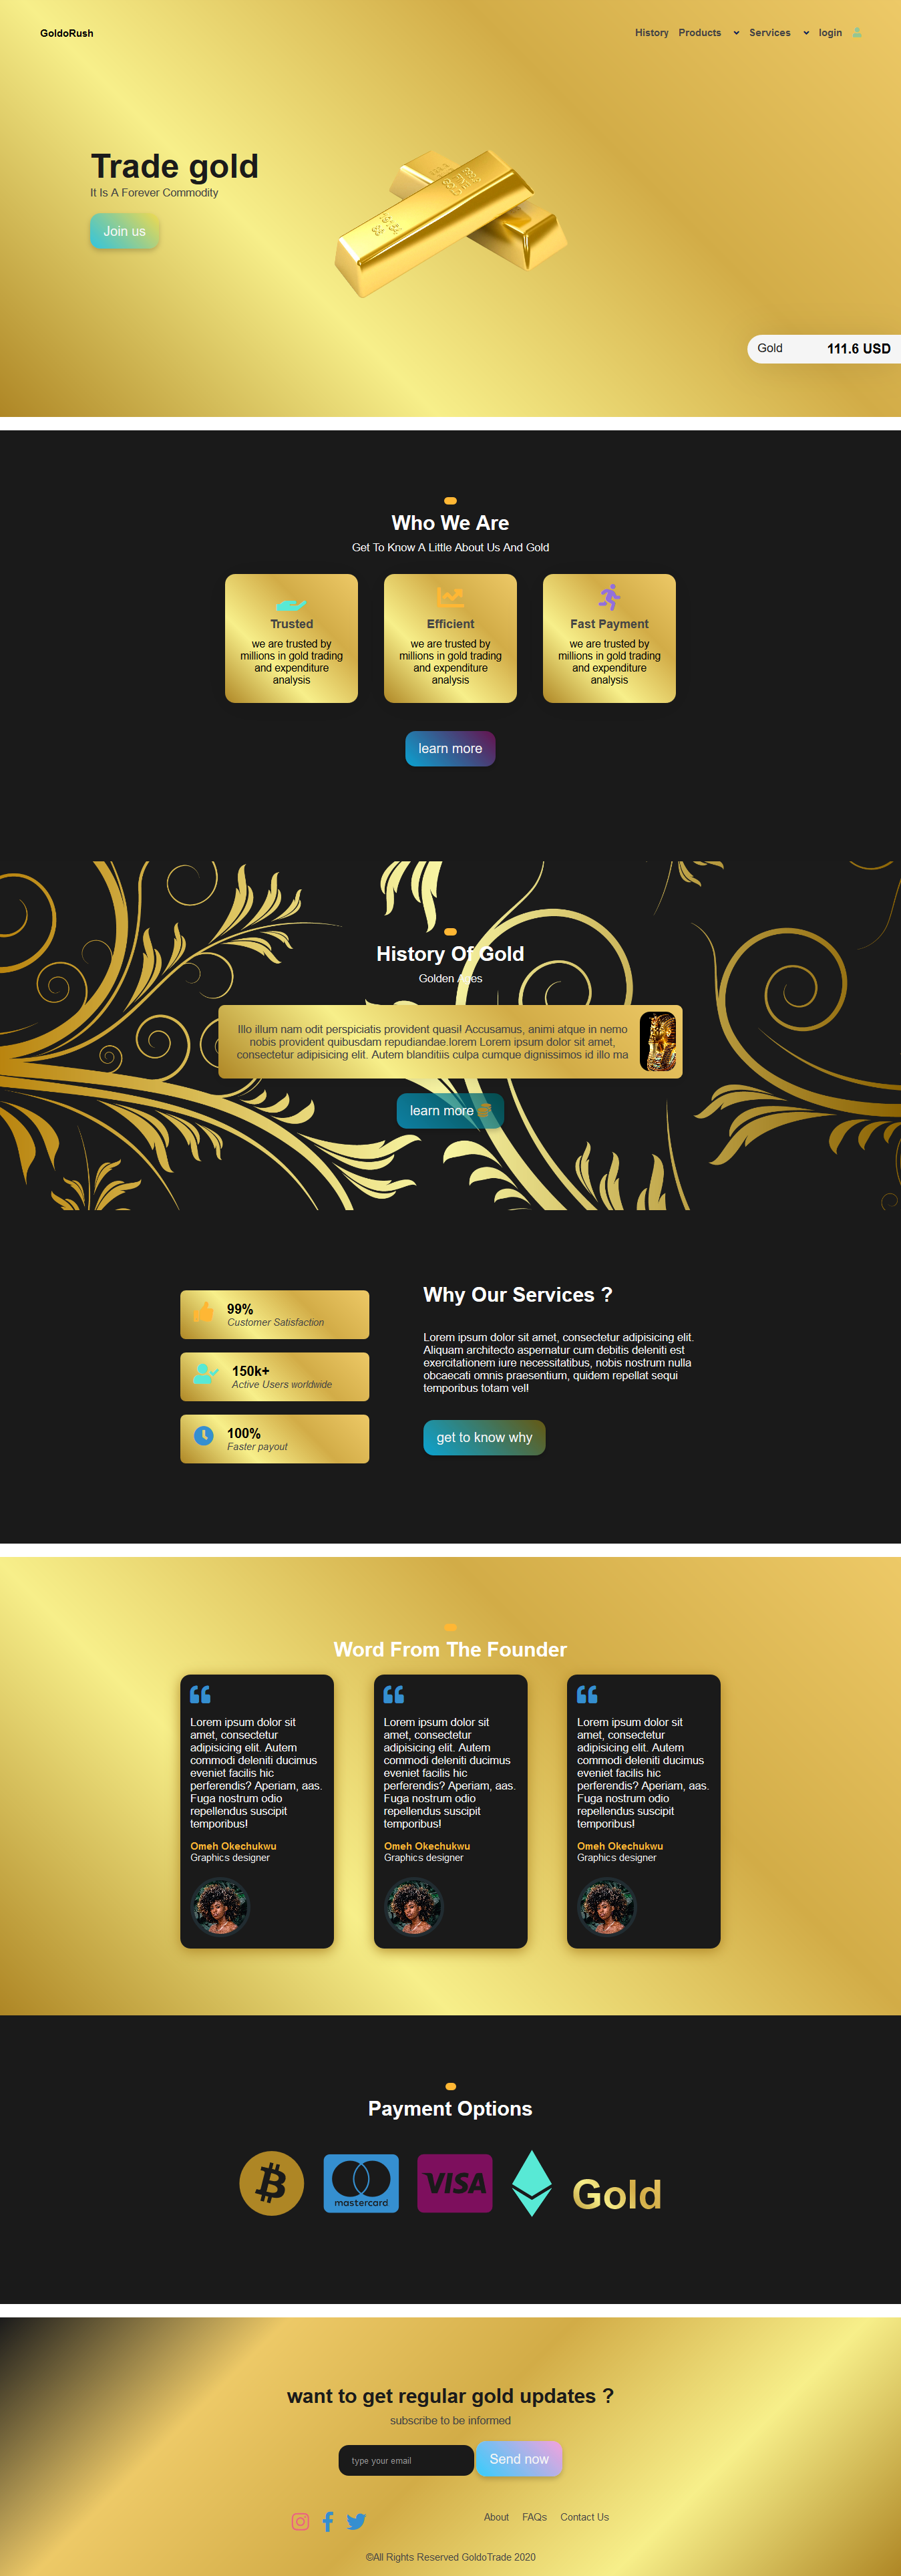 GoldoRush
History Products Services login
Trade gold
It Is A Forever Commodity
Join us
Gold 111.6 USD
Who We Are
Get To Know A Little About Us And Gold
Trusted
we are trusted by
millions in gold trading
and expenditure
analysis
Efficient
we are trusted by
millions in gold trading
and expenditure
analysis
Fast Payment
we are trusted by
millions in gold trading
and expenditure
analysis
learn more
History Of Gold
Golden Ages
Illo illum nam odit perspiciatis provident quasi! Accusamus, animi atque in nemo
nobis provident quibusdam repudiandae.lorem Lorem ipsum dolor sit amet,
consectetur adipisicing elit. Autem blanditiis culpa cumque dignissimos id illo ma
learn more
99%
Customer Satisfaction
150k+
Active Users worldwide
100%
Faster payout
Why Our Services ?
Lorem ipsum dolor sit amet, consectetur adipisicing elit.
Aliquam architecto aspernatur cum debitis deleniti est
exercitationem iure necessitatibus, nobis nostrum nulla
obcaecati omnis praesentium, quidem repellat sequi
temporibus totam vel!
get to know why
Word From The Founder
Lorem ipsum dolor sit
amet, consectetur
adipisicing elit. Autem
commodi deleniti ducimus
eveniet facilis hic
perferendis? Aperiam, aas.
Fuga nostrum odio
repellendus suscipit
temporibus!
Omeh Okechukwu
Graphics designer
Lorem ipsum dolor sit
amet, consectetur
adipisicing elit. Autem
commodi deleniti ducimus
eveniet facilis hic
perferendis? Aperiam, aas.
Fuga nostrum odio
repellendus suscipit
temporibus!
Omeh Okechukwu
Graphics designer
Lorem ipsum dolor sit
amet, consectetur
adipisicing elit. Autem
commodi deleniti ducimus
eveniet facilis hic
perferendis? Aperiam, aas.
Fuga nostrum odio
repellendus suscipit
temporibus!
Omeh Okechukwu
Graphics designer
Payment Options
mastercard
VISA
Gold
want to get regular gold updates ?
subscribe to be informed
type your email
Send now
About FAQs Contact Us
©All Rights Reserved GoldoTrade 2020